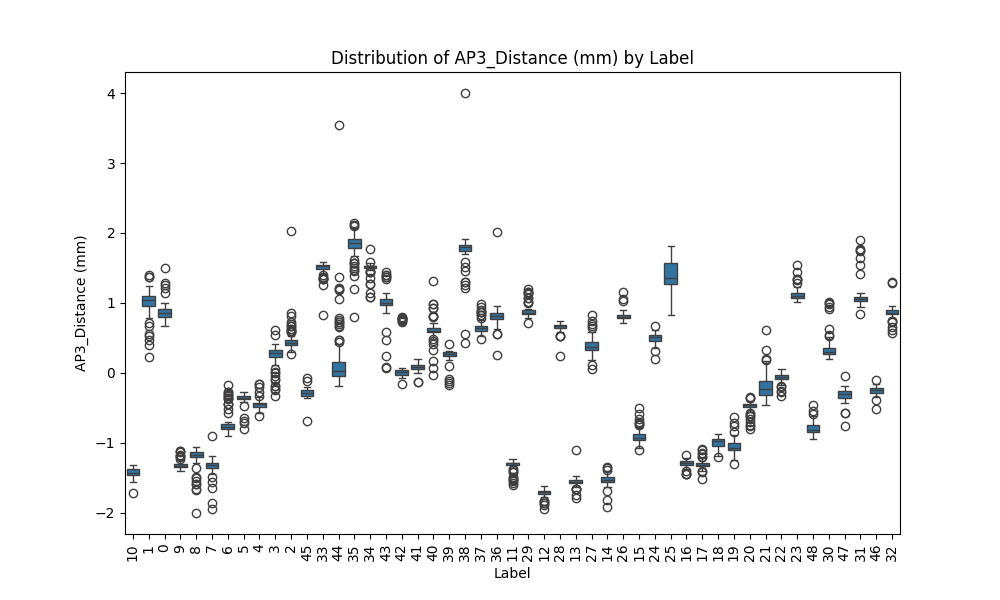 Distribution of AP3_Distance (mm) by Label
AP3_Distance (mm)
4
3
2
1
0
−1
−2
10 1 0 9 8 7 6 5 4 3 2 45 33 44 35 34 43 42 41 40 39 38 37 36 11 29 12 28 13 27 14 26 15 24 25 16 17 18 19 20 21 22 23 48 30 47 31 46 32
Label